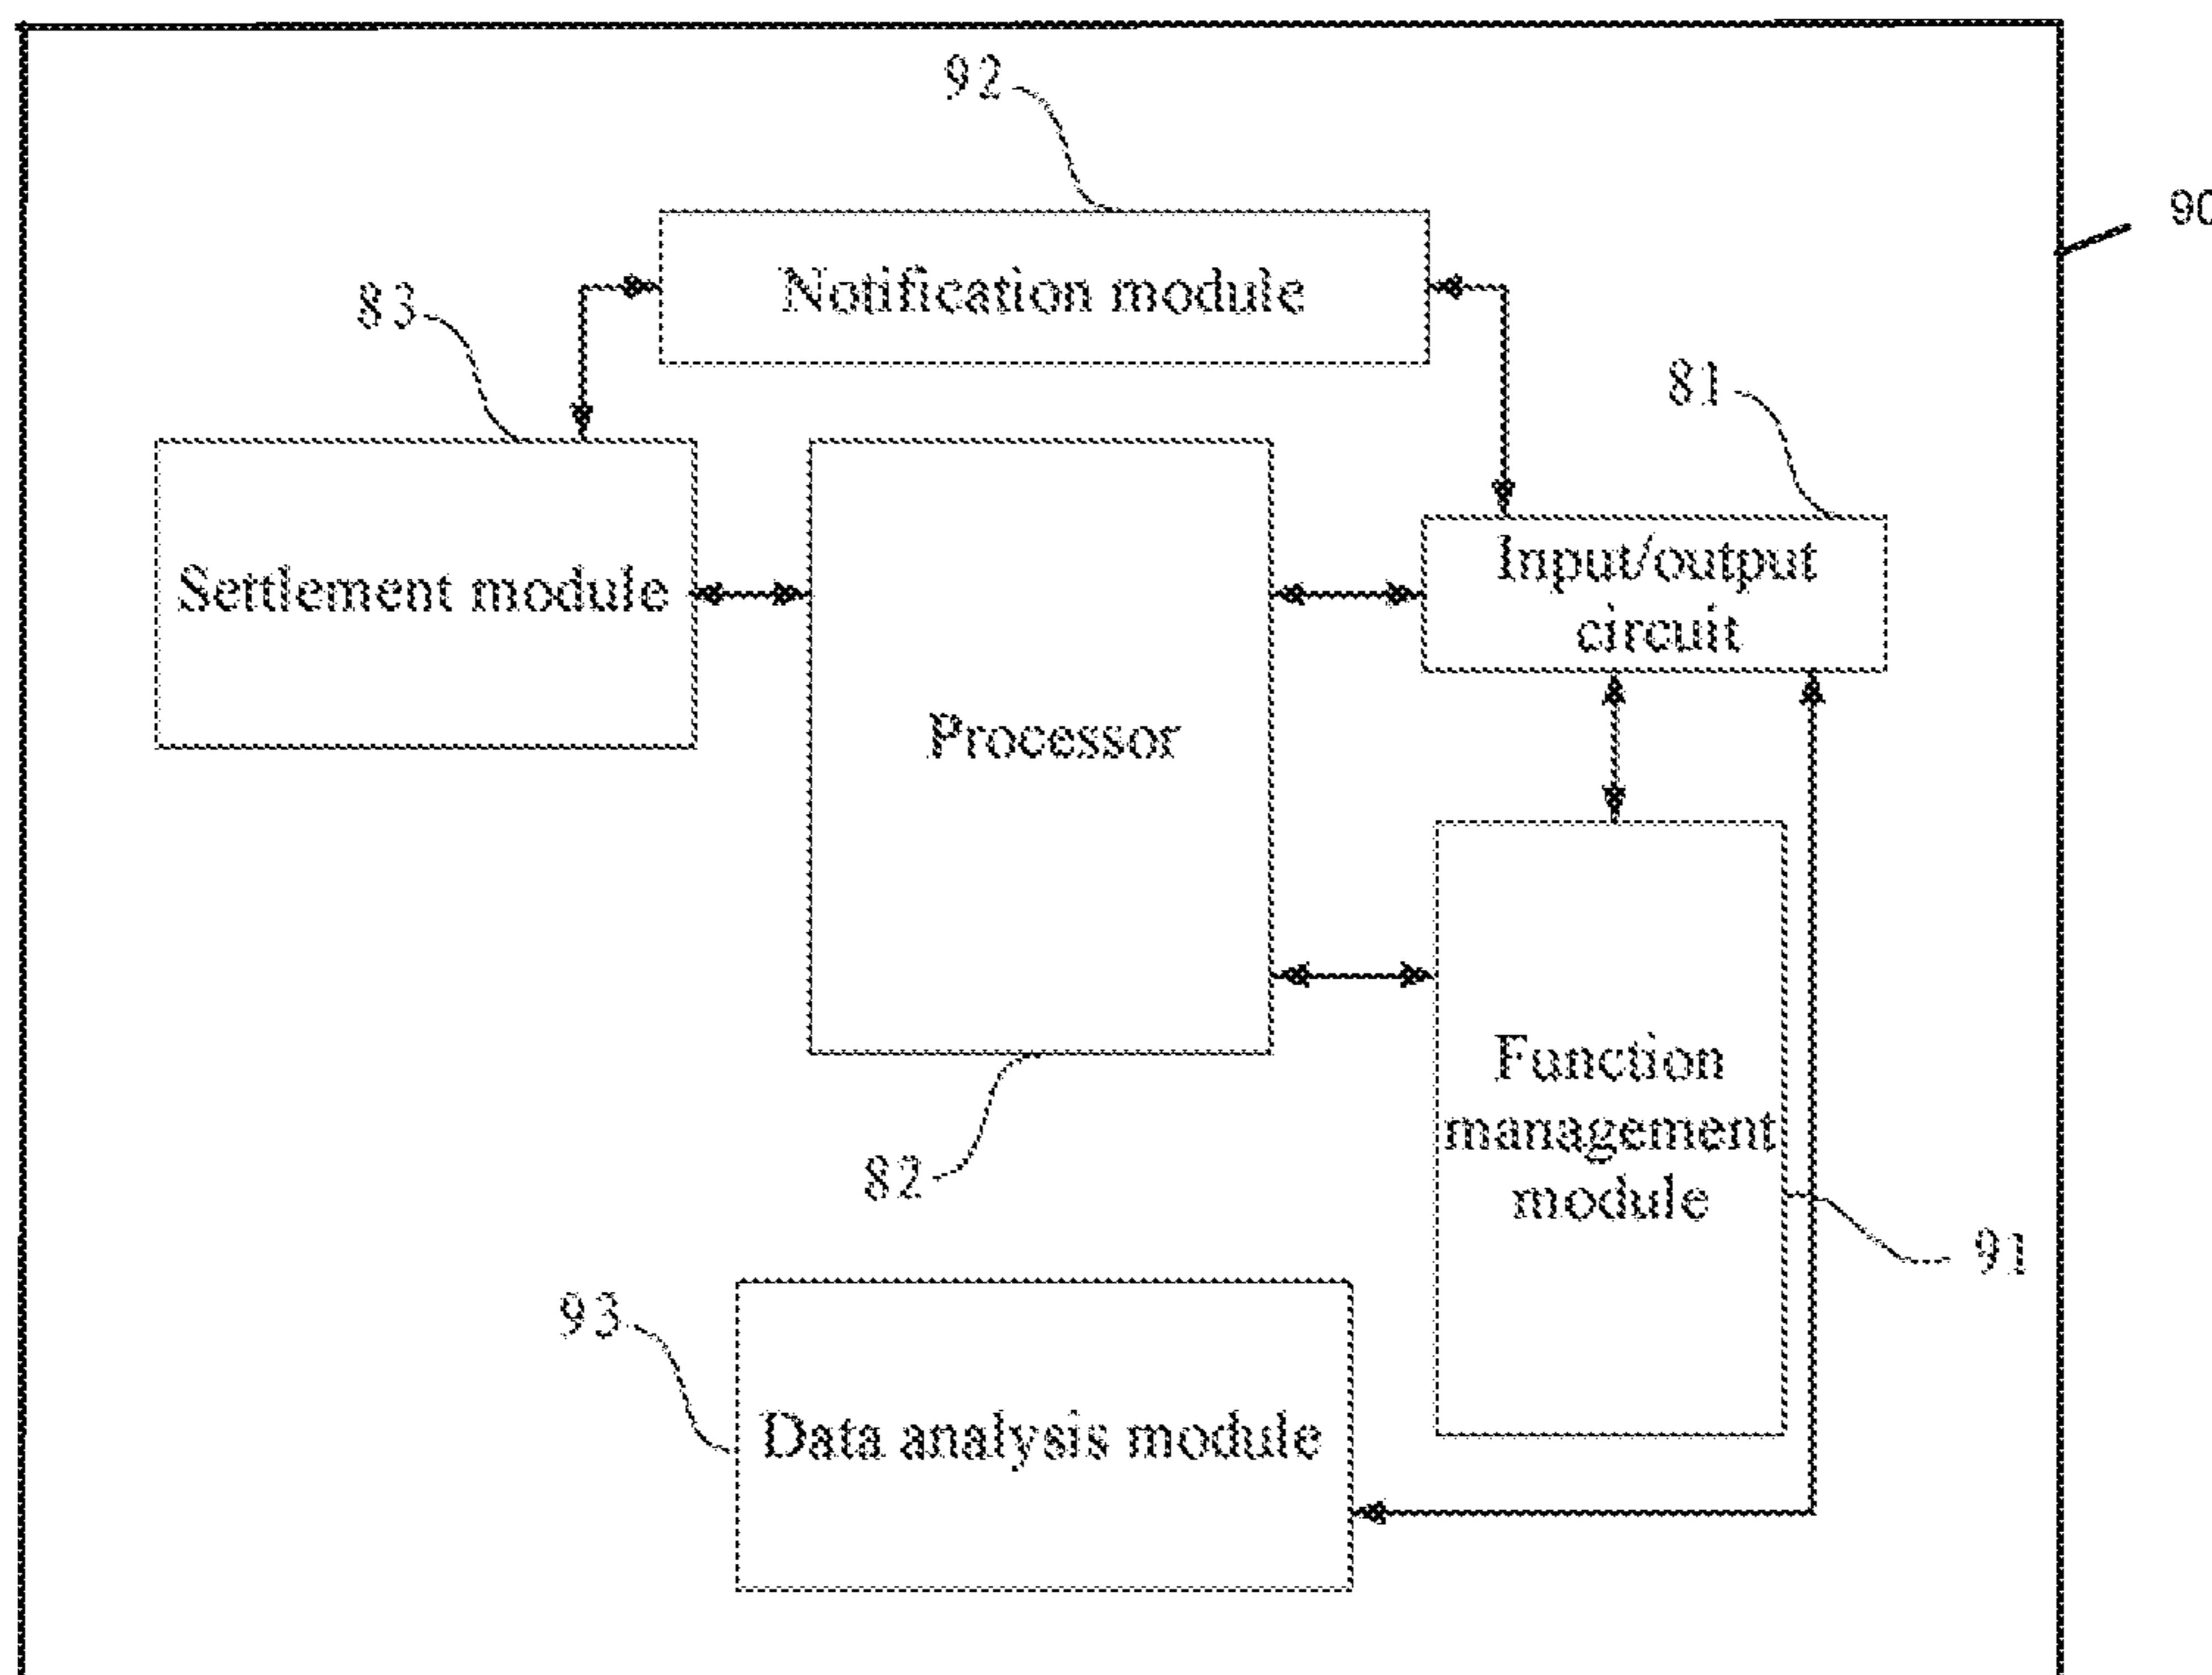 92
90
Notification module
83
81
Settlement module
Input/output
circuit
Processor
Function
management
module
82
91
93
Data analysis module